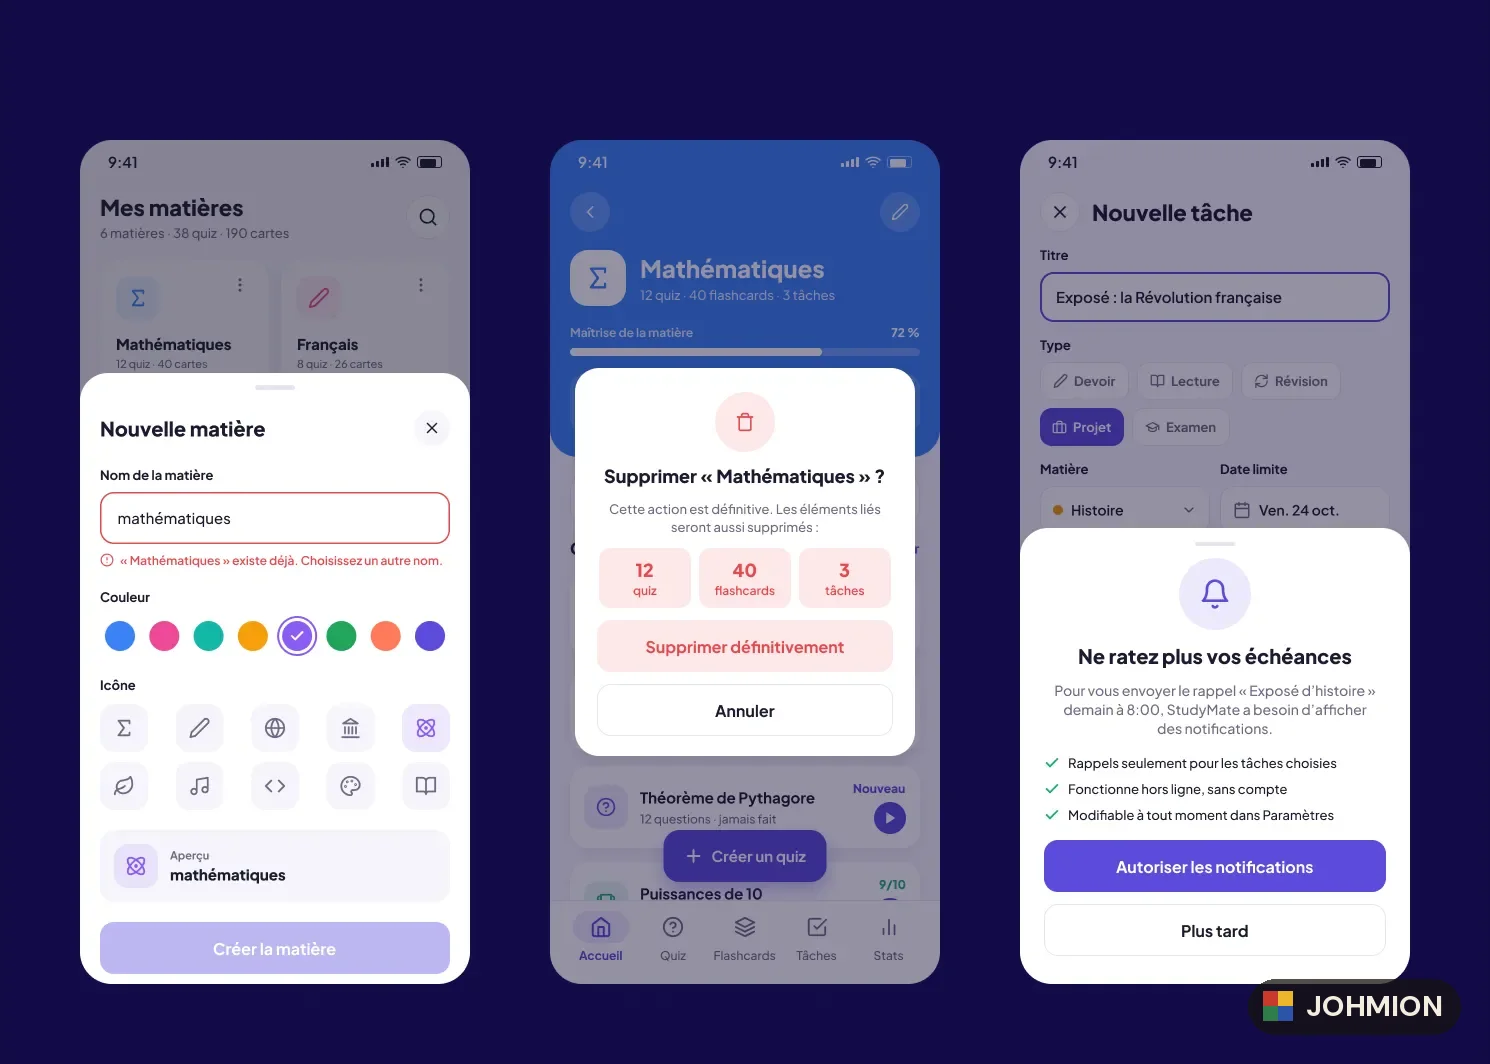 9:41
Mes matières
6 matières · 38 quiz · 190 cartes
Mathématiques
12 quiz · 40 cartes
Français
8 quiz · 26 cartes
Nouvelle matière
Nom de la matière
mathématiques
« Mathématiques » existe déjà. Choisissez un autre nom.
Couleur
Icône
Aperçu
mathématiques
Créer la matière
9:41
Mathématiques
12 quiz · 40 flashcards · 3 tâches
Maîtrise de la matière
72 %
Supprimer « Mathématiques » ?
Cette action est définitive. Les éléments liés
seront aussi supprimés :
12
quiz
40
flashcards
3
tâches
Supprimer définitivement
Annuler
Théorème de Pythagore
Nouveau
12 questions · jamais fait
Créer un quiz
Puissances de 10
9/10
Accueil
Quiz
Flashcards
Tâches
Stats
9:41
Nouvelle tâche
Titre
Exposé : la Révolution française
Type
Devoir
Lecture
Révision
Projet
Examen
Matière
Date limite
Histoire
Ven. 24 oct.
Ne ratez plus vos échéances
Pour vous envoyer le rappel « Exposé d’histoire »
demain à 8:00, StudyMate a besoin d’afficher
des notifications.
Rappels seulement pour les tâches choisies
Fonctionne hors ligne, sans compte
Modifiable à tout moment dans Paramètres
Autoriser les notifications
Plus tard
JOHMION